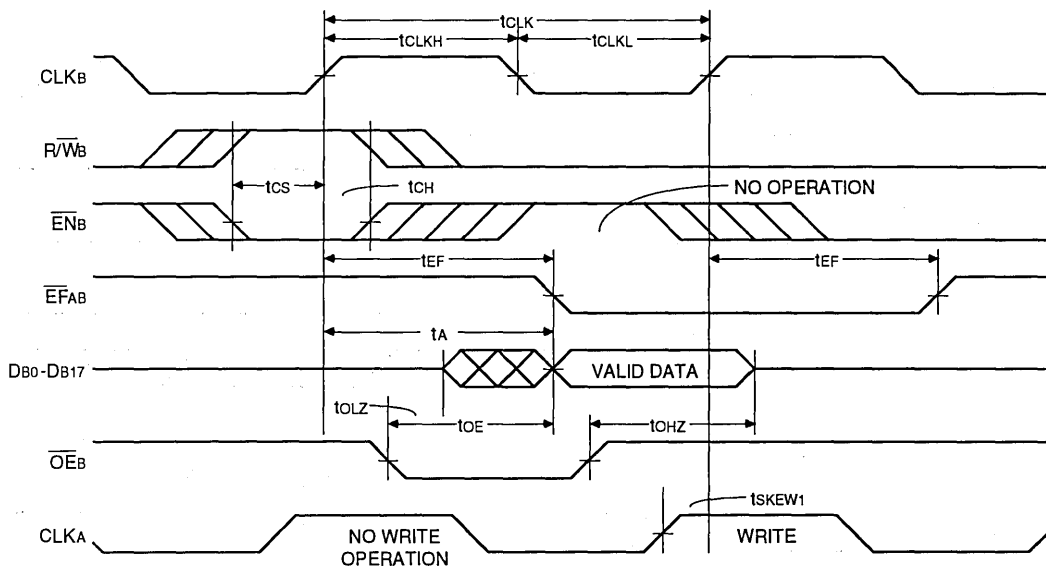 tCLK
tCLKH tCLKL
CLKB
R/WB
tCS tCH NO OPERATION
ENB
tEF tEF
EFAB
tA
DB0-DB17 VALID DATA
tOLZ tOE tOHZ
OEB
tSKEW1
CLKA NO WRITE OPERATION WRITE